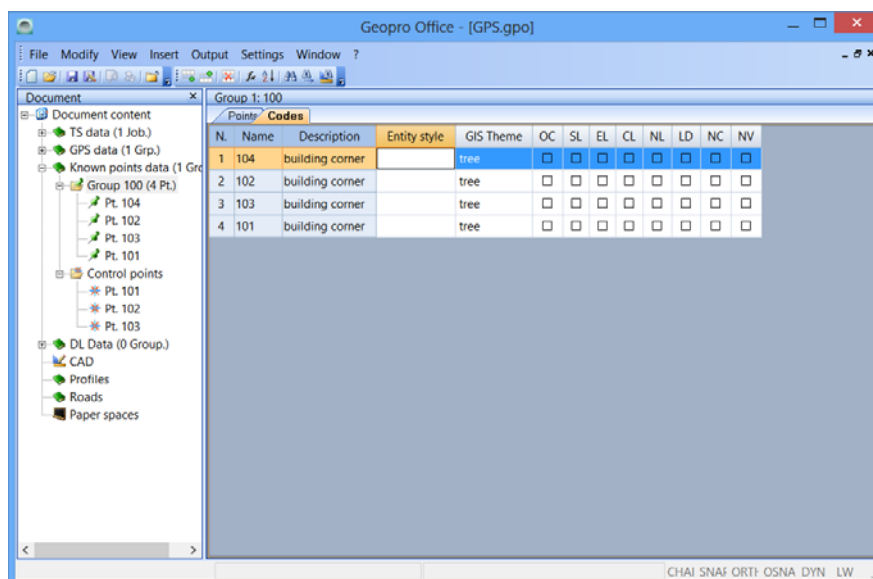 Geopro Office - [GPS.gpo]
File Modify View Insert Output Settings Window ?
Document
Document content
TS data (1 Job.)
GPS data (1 Grp.)
Known points data (1 Grc
Group 100 (4 Pt.)
Pt. 104
Pt. 102
Pt. 103
Pt. 101
Control points
Pt. 101
Pt. 102
Pt. 103
DL Data (0 Group.)
CAD
Profiles
Roads
Paper spaces
Group 1: 100
Points Codes
N. Name Description Entity style GIS Theme OC SL EL CL NL LD NC NV
1 104 building corner tree
2 102 building corner tree
3 103 building corner tree
4 101 building corner tree
CHAI SNAF ORTH OSNA DYN LW